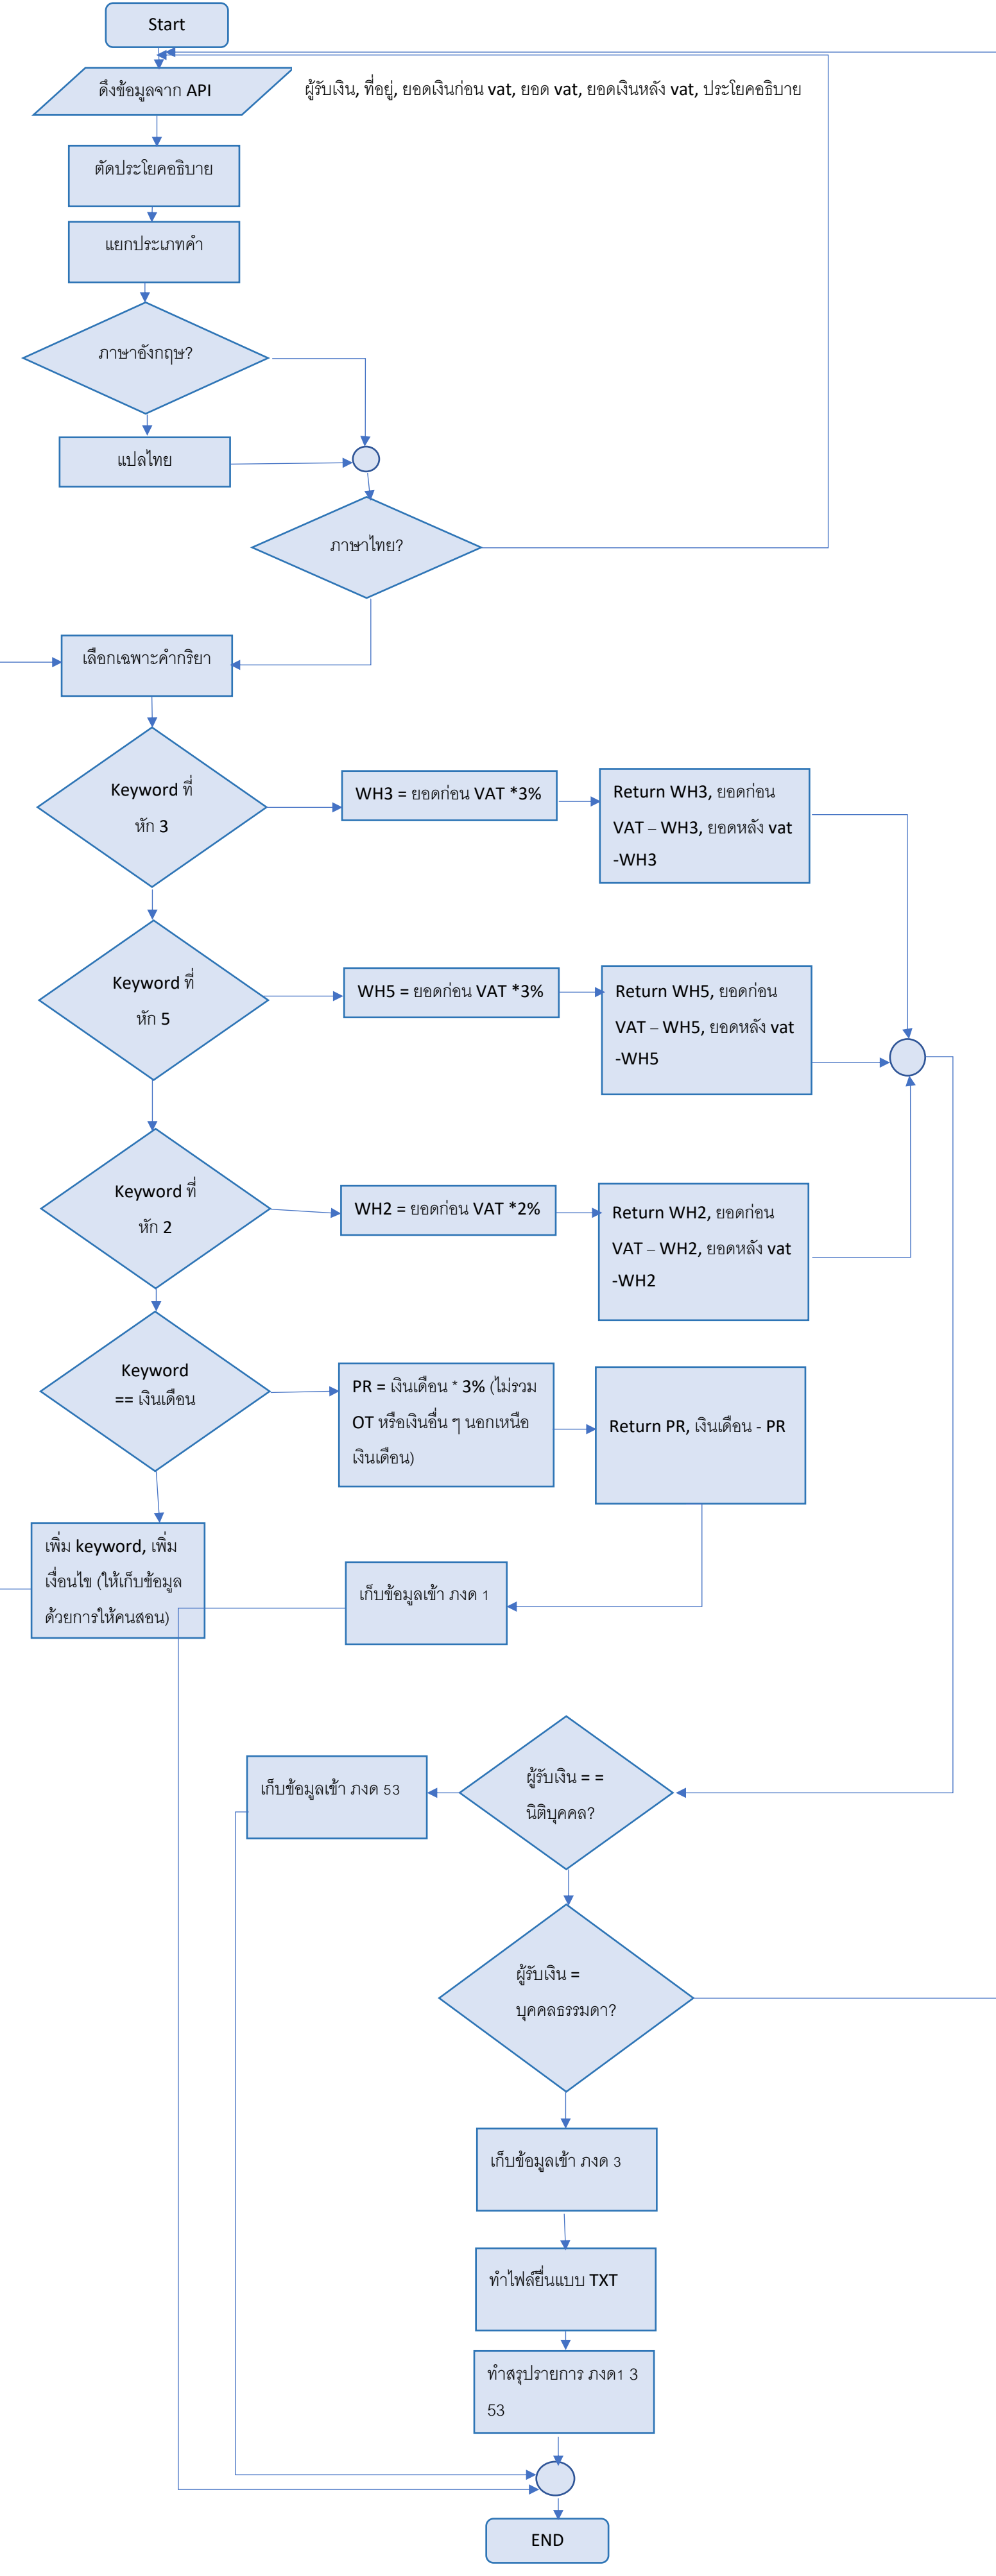 Start
ดึงข้อมูลจาก API
ผู้รับเงิน, ที่อยู่, ยอดเงินก่อน vat, ยอด vat, ยอดเงินหลัง vat, ประโยคอธิบาย
ตัดประโยคอธิบาย
แยกประเภทคำ
ภาษาอังกฤษ?
แปลไทย
ภาษาไทย?
เลือกเฉพาะคำกริยา
Keyword ที่
หัก 3
WH3 = ยอดก่อน VAT *3%
Return WH3, ยอดก่อน
VAT – WH3, ยอดหลัง vat
-WH3
Keyword ที่
หัก 5
WH5 = ยอดก่อน VAT *3%
Return WH5, ยอดก่อน
VAT – WH5, ยอดหลัง vat
-WH5
Keyword ที่
หัก 2
WH2 = ยอดก่อน VAT *2%
Return WH2, ยอดก่อน
VAT – WH2, ยอดหลัง vat
-WH2
Keyword
== เงินเดือน
PR = เงินเดือน * 3% (ไม่รวม
OT หรือเงินอื่น ๆ นอกเหนือ
เงินเดือน)
Return PR, เงินเดือน - PR
เพิ่ม keyword, เพิ่ม
เงื่อนไข (ให้เก็บข้อมูล
ด้วยการให้คนสอน)
เก็บข้อมูลเข้า ภงด 1
ผู้รับเงิน = =
นิติบุคคล?
เก็บข้อมูลเข้า ภงด 53
ผู้รับเงิน =
บุคคลธรรมดา?
เก็บข้อมูลเข้า ภงด 3
ทำไฟล์ยื่นแบบ TXT
ทำสรุปรายการ ภงด1 3
53
END